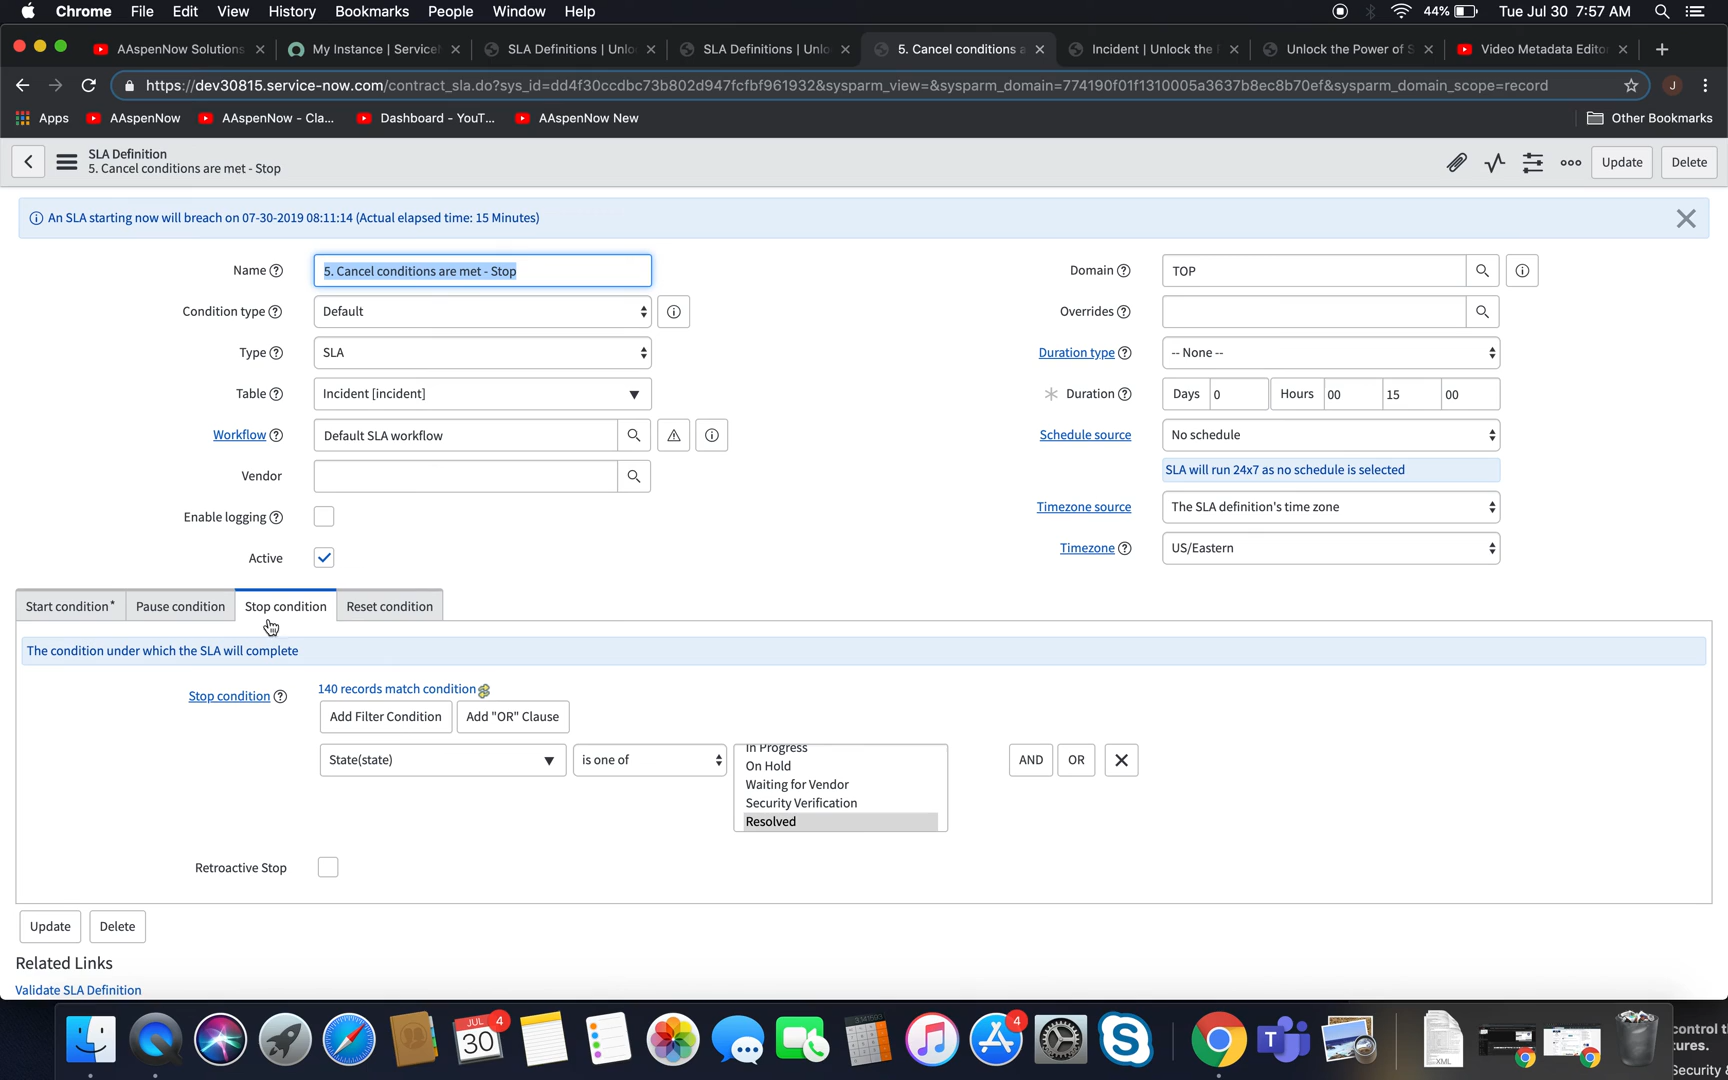 Chrome File Edit View History Bookmarks People Window Help 44% Tue Jul 30 7:57 AM
AAspenNow Solutions My Instance | Service SLA Definitions | Unlo SLA Definitions | Unlo 5. Cancel conditions a Incident | Unlock the Unlock the Power of S Video Metadata Editor
https://dev30815.service-now.com/contract_sla.do?sys_id=dd4f30ccdbc73b802d947fcfbf961932&sysparm_view=&sysparm_domain=774190f01f1310005a3637b8ec8b70ef&sysparm_domain_scope=record J
Apps AAspenNow AAspenNow - Cla... Dashboard - YouT... AAspenNow New Other Bookmarks
SLA Definition
5. Cancel conditions are met - Stop
Update Delete
An SLA starting now will breach on 07-30-2019 08:11:14 (Actual elapsed time: 15 Minutes)
Name 5. Cancel conditions are met - Stop
Condition type Default
Type SLA
Table Incident [incident]
Workflow Default SLA workflow
Vendor
Enable logging
Active
Domain TOP
Overrides
Duration type -- None --
Duration Days 0 Hours 00 15 00
Schedule source No schedule
SLA will run 24x7 as no schedule is selected
Timezone source The SLA definition's time zone
Timezone US/Eastern
Start condition* Pause condition Stop condition Reset condition
The condition under which the SLA will complete
Stop condition 140 records match condition
Add Filter Condition Add "OR" Clause
State(state) is one of In Progress AND OR
On Hold
Waiting for Vendor
Security Verification
Resolved
Retroactive Stop
Update Delete
Related Links
Validate SLA Definition
JUL 4
30
4
XML
control t
tures.
Security &